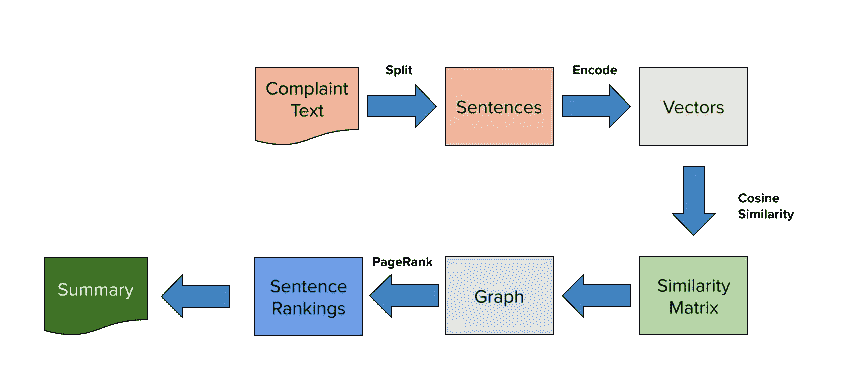 Complaint
Text
Split
Sentences
Encode
Vectors
Cosine
Similarity
Similarity
Matrix
Graph
PageRank
Sentence
Rankings
Summary